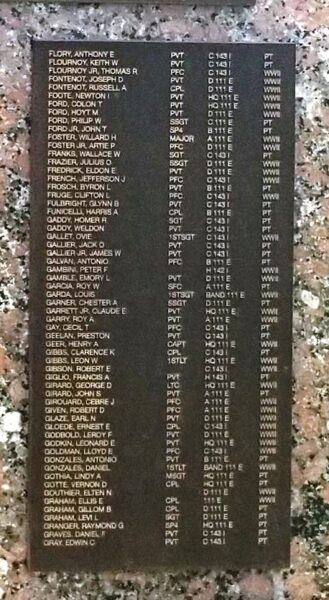 FLORY, ANTHONY E PVT C 143 I PT
FLOURNOY, KEITH W PVT C 143 I PT
FLOURNOY JR, THOMAS R PFC C 143 I WWII
FONTENOT, JOSEPH D PVT D 111 E WWII
FONTENOT, RUSSELL A CPL D 111 E WWII
FOOTE, NEWTON I PVT HQ 111 E WWII
FORD, COLON T PVT HQ 111 E WWII
FORD, HOYT M PVT D 111 E WWII
FORD, PHILIP W SSGT C 143 I PT
FORD JR, JOHN T SP4 B 111 E PT
FOSTER, WILLARD H MAJOR A 111 E WWII
FOSTER JR, ARTIE P PFC D 111 E WWII
FRANKS, WALLACE W SGT C 143 I PT
FRAZIER, JULIUS O SSGT D 111 E WWII
FREDRICK, ELDON E PVT D 111 E WWII
FRENCH, JEFFERSON J PFC C 143 I WWII
FROSCH, BYRON L PVT B 111 E PT
FRUGE, CLIFTON L PFC C 143 I WWII
FULBRIGHT, GLYNN B PVT C 143 I PT
FUNICELLI, HARRIS A CPL B 111 E PT
GADDY, HOMER R SGT C 143 I PT
GADDY, WELDON PVT C 143 I PT
GALLET, OVIE 1STSGT C 143 I WWII
GALLIER, JACK O PVT C 143 I PT
GALLIER JR, JAMES W PVT C 143 I PT
GALVAN, ANTONIO PFC B 111 E PT
GAMBINI, PETER F H 142 I WWII
GAMBLE, EMORY L PVT D 111 E WWII
GARCIA, ROY W SFC A 111 E PT
GARDA, LOUIS 1STSGT BAND 111 E WWII
GARNER, CHESTER A SSGT D 111 E PT
GARRETT JR, CLAUDE E PVT HQ 111 E WWII
GARRY, ROY A PVT A 111 E WWII
GAY, CECIL T PFC C 143 I PT
GEELAN, PRESTON PVT C 143 I PT
GEER, HENRY A CAPT HQ 111 E WWII
GIBBS, CLARENCE K CPL C 143 I PT
GIBBS, LEON W 1STLT HQ 111 E WWII
GIBSON, ROBERT E C 143 I WWII
GIGLIO, FRANCIS A PVT H 143 I PT
GIRARD, GEORGE D LTC HQ 111 E PT
GIRARD, JOHN S PVT C 143 I PT
GIROUARD, CEBRE J PFC A 111 E WWII
GIVEN, ROBERT D PFC A 111 E WWII
GLAZE, EARL N PVT D 111 E WWII
GLOEDE, ERNEST E CPL C 143 I WWII
GODBOLD, LEROY F PVT D 111 E WWII
GODKIN, LEONARD E PVT HQ 111 E WWII
GOLDMAN, LLOYD E PFC C 143 I WWII
GONZALES, ANTONIO PVT B 111 E PT
GONZALES, DANIEL 1STLT BAND 111 E WWII
GOTHIA, LINDY A MSGT HQ 111 E PT
GOTTE, VERNON D CPL HQ 111 E WWII
GOUTHIER, ELTEN N D 111 E WWII
GRAHAM, ELLIS E CPL 111 E WWII
GRAHAM, GILLOM B CPL D 111 E PT
GRAHAM, LEVI L SGT D 111 E PT
GRANGER, RAYMOND G SP4 HQ 111 E PT
GRAVES, DANIEL F PVT C 143 I PT
GRAY, EDWIN C PVT C 143 I PT